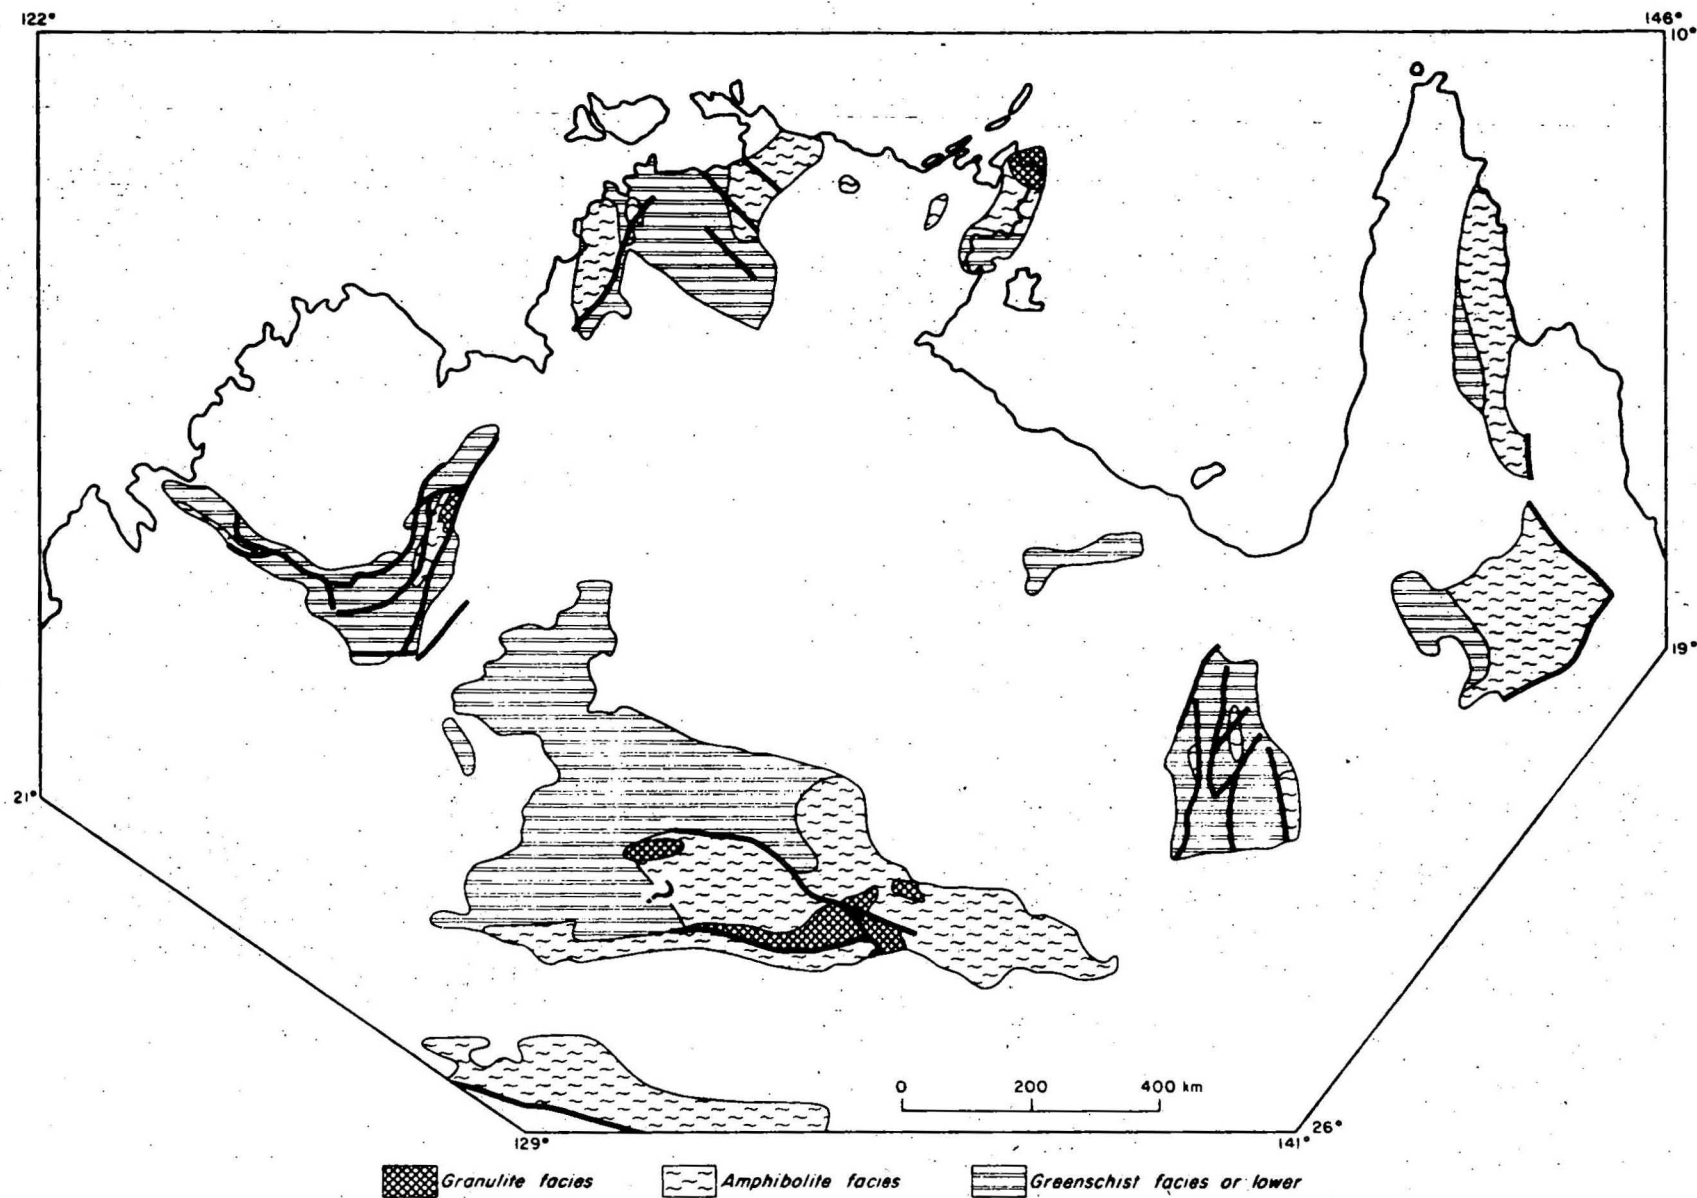 122° 146°
10°
19°
21°
0 200 400 km
129° 141° 26°
Granulite facies Amphibolite facies Greenschist facies or lower